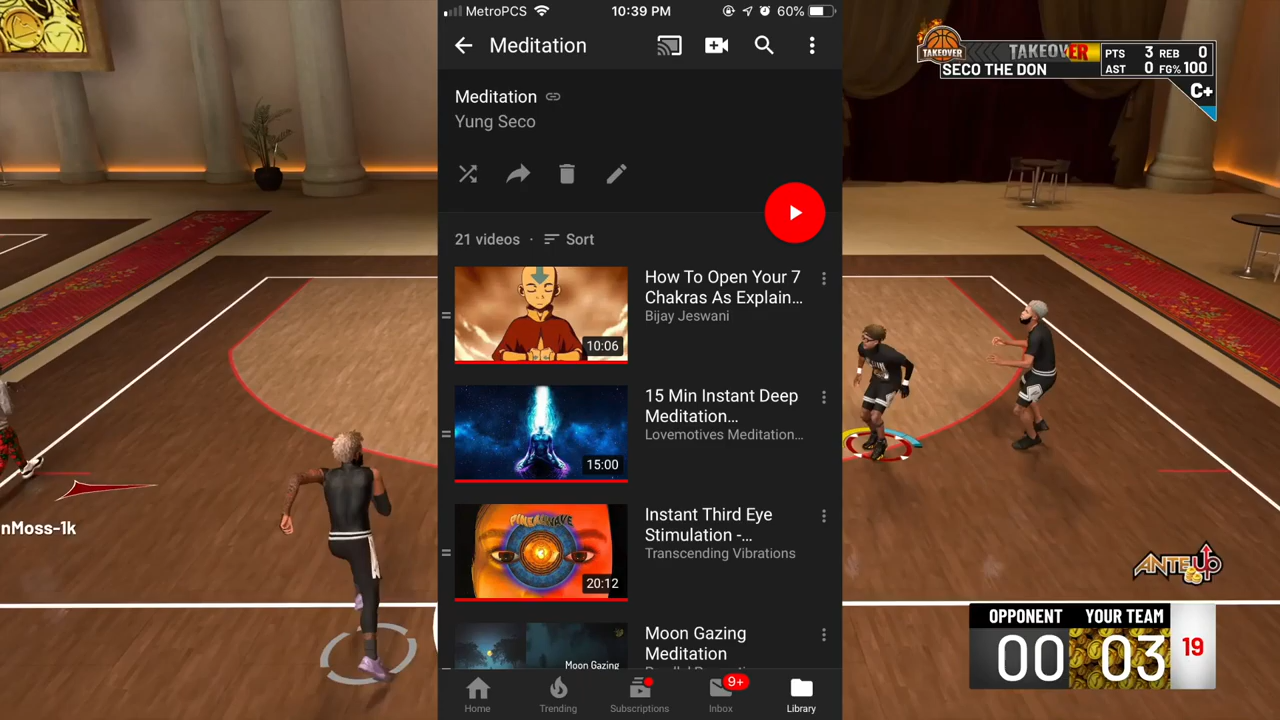 MetroPCS
10:39 PM
60%
Meditation
Meditation
Yung Seco
21 videos · Sort
How To Open Your 7
Chakras As Explain...
Bijay Jeswani
10:06
15 Min Instant Deep
Meditation...
Lovemotives Meditation...
15:00
PINEALWAVE
Instant Third Eye
Stimulation -...
Transcending Vibrations
20:12
Moon Gazing
Meditation
Moon Gazing
Home
Trending
Subscriptions
9+
Inbox
Library
TAKEOVER
TAKEOVER
SECO THE DON
PTS 3 REB 0
AST 0 FG% 100
C+
nMoss-1k
ANTE UP
OPPONENT YOUR TEAM
00 03 19